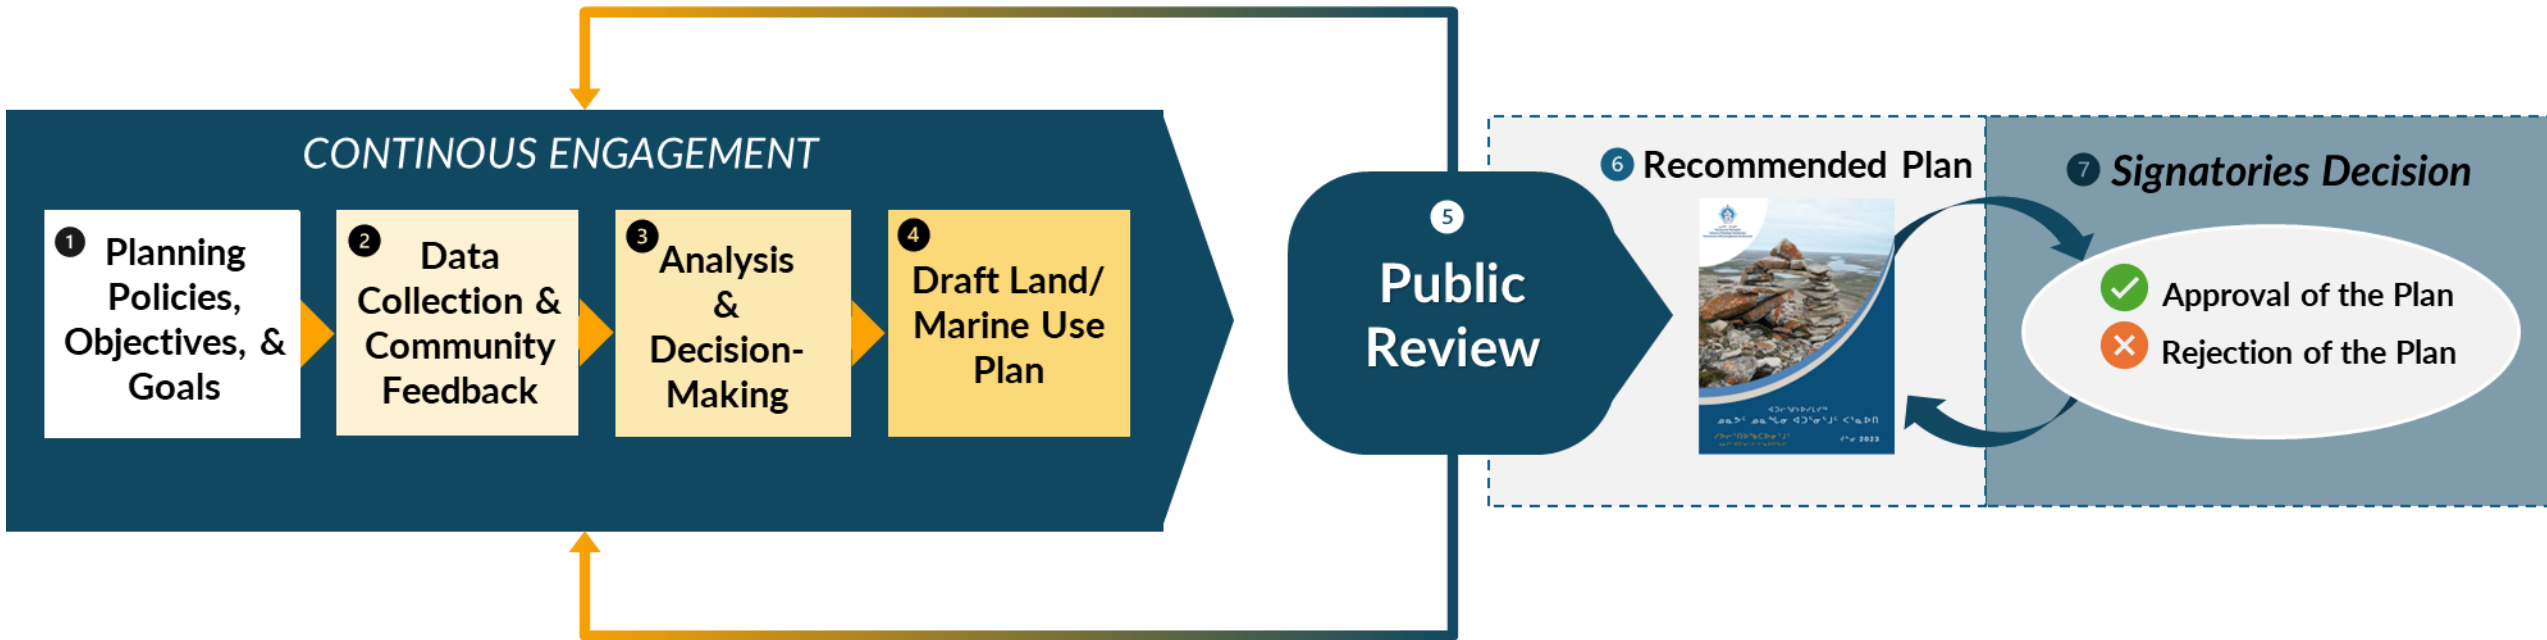 CONTINOUS ENGAGEMENT
1
Planning
Policies,
Objectives, &
Goals
2
Data
Collection &
Community
Feedback
3
Analysis
&
Decision-
Making
4
Draft Land/
Marine Use
Plan
5
Public
Review
6 Recommended Plan
2023
7 Signatories Decision
Approval of the Plan
Rejection of the Plan